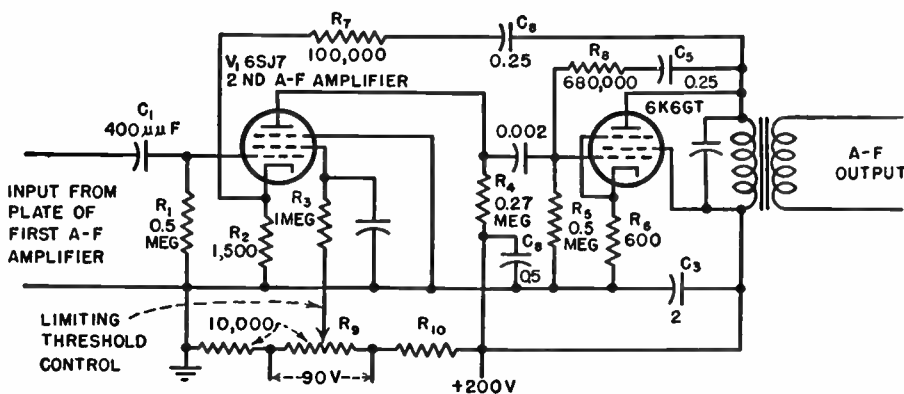 R7
100,000
C8
0.25
V1 6SJ7
2 ND A-F AMPLIFIER
R8
680,000
C5
0.25
6K6GT
C1
400μμF
0.002
A-F
OUTPUT
INPUT FROM
PLATE OF
FIRST A-F
AMPLIFIER
R1
0.5
MEG
R2
1,500
R3
1MEG
R4
0.27
MEG
C8
0.5
R5
0.5
MEG
R6
600
C3
2
LIMITING
THRESHOLD
CONTROL
10,000
R9
R10
90V
+200V